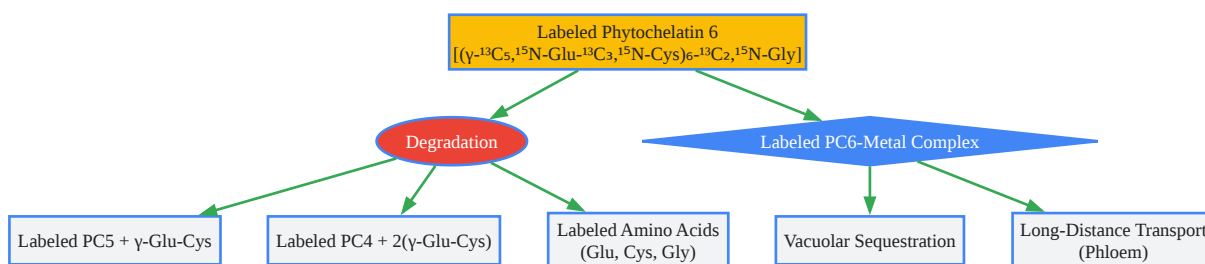 Labeled Phytochelatin 6
[(γ-¹³C₅,¹⁵N-Glu-¹³C₃,¹⁵N-Cys)₆-¹³C₂,¹⁵N-Gly]
Degradation
Labeled PC6-Metal Complex
Labeled PC5 + γ-Glu-Cys
Labeled PC4 + 2(γ-Glu-Cys)
Labeled Amino Acids
(Glu, Cys, Gly)
Vacuolar Sequestration
Long-Distance Transport
(Phloem)